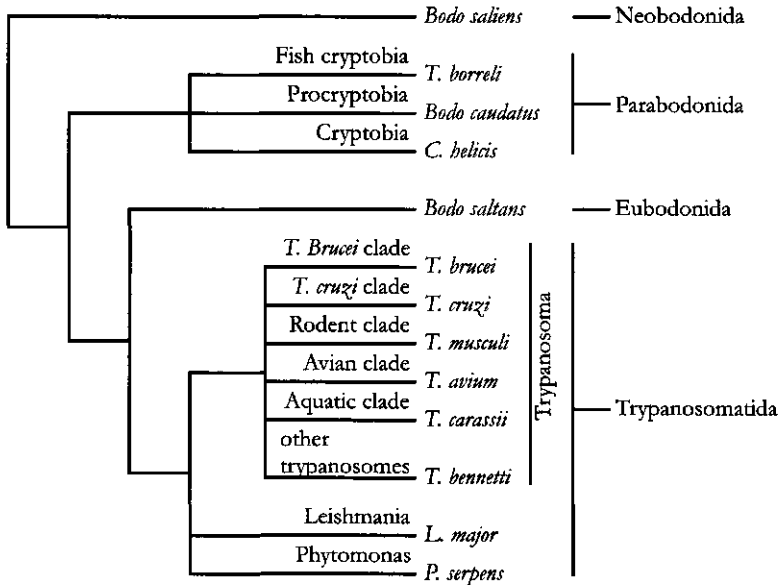 Bodo saliens — Neobodonida
Fish cryptobia
T. borreli
Procryptobia
Bodo caudatus — Parabodonida
Cryptobia
C. helicis
Bodo saltans — Eubodonida
T. Brucei clade
T. brucei
T. cruzi clade
T. cruzi
Rodent clade
T. musculi
Avian clade
T. avium
Aquatic clade
T. carassii
other
trypanosomes
T. bennetti
Trypanosoma
Trypanosomatida
Leishmania
L. major
Phytomonas
P. serpens